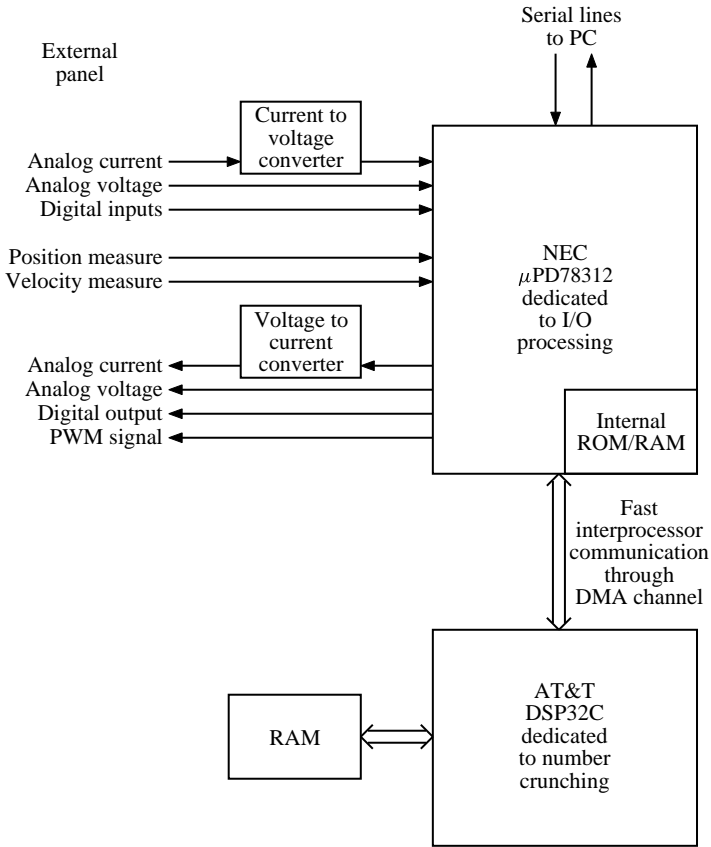 Serial lines
to PC
External
panel
Current to
voltage
converter
Analog current
Analog voltage
Digital inputs
Position measure
Velocity measure
NEC
μPD78312
dedicated
to I/O
processing
Voltage to
current
converter
Analog current
Analog voltage
Digital output
PWM signal
Internal
ROM/RAM
Fast
interprocessor
communication
through
DMA channel
AT&T
DSP32C
dedicated
to number
crunching
RAM